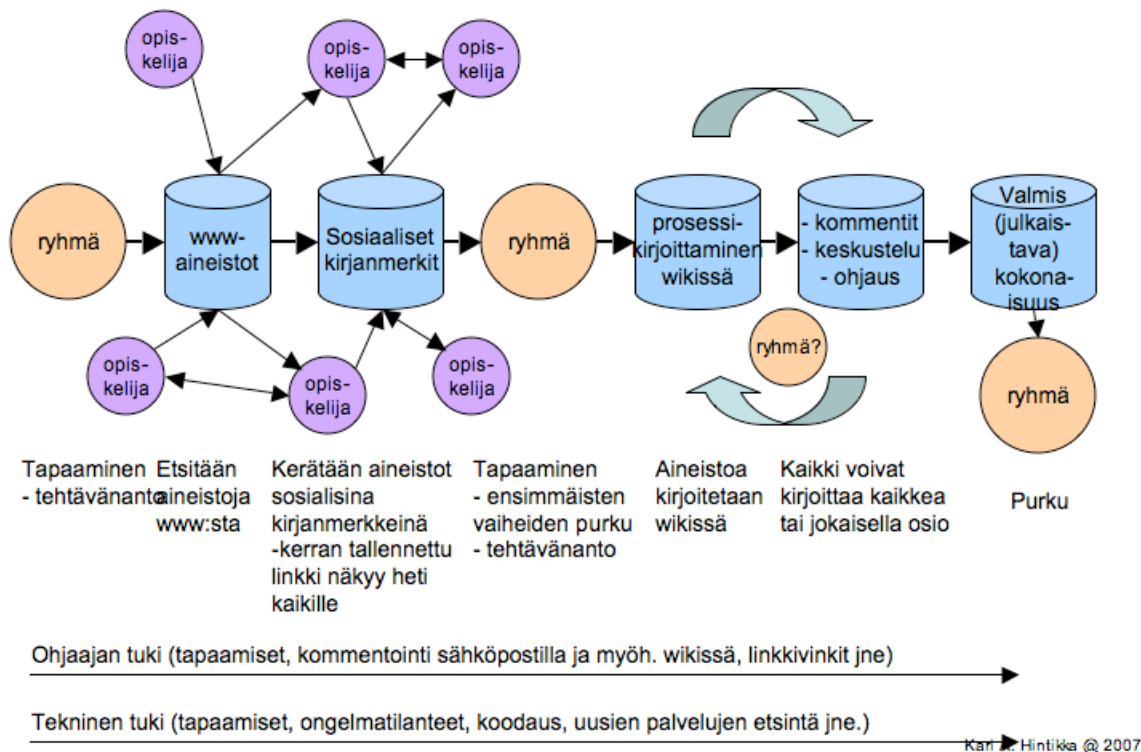 opis-
kelija
opis-
kelija
opis-
kelija
ryhmä
www-
aineistot
Sosiaaliset
kirjanmerkit
ryhmä
prosessi-
kirjoittaminen
wikissä
- kommentit
- keskustelu
- ohjaus
Valmis
(julkais-
tava)
kokona-
isuus
opis-
kelija
opis-
kelija
opis-
kelija
ryhmä?
ryhmä
Tapaaminen
- tehtävänanto
Etsitään
aineistoja
www:sta
Kerätään aineistot
sosialisina
kirjanmerkkeinä
-kerran tallennettu
linkki näkyy heti
kaikille
Tapaaminen
- ensimmäisten
vaiheiden purku
- tehtävänanto
Aineistoa
kirjoitetaan
wikissä
Kaikki voivat
kirjoittaa kaikkea
tai jokaisella osio
Purku
Ohjaajan tuki (tapaamiset, kommentointi sähköpostilla ja myöh. wikissä, linkkivinkit jne)
Tekninen tuki (tapaamiset, ongelmatilanteet, koodaus, uusien palvelujen etsintä jne.)
Kari Hintikka @ 2007